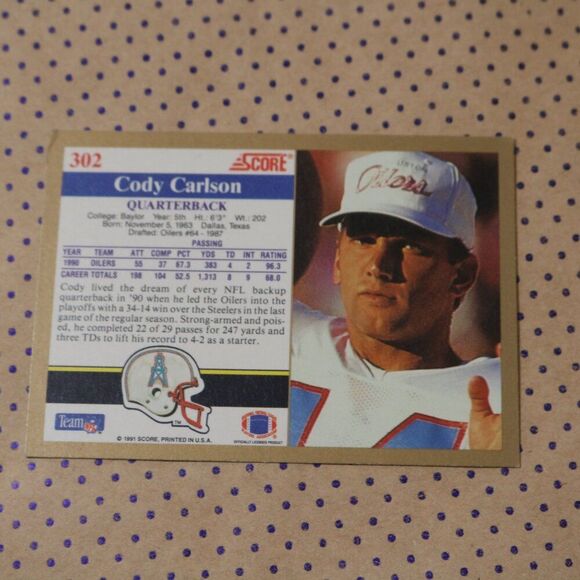 302
SCORE®
Cody Carlson
QUARTERBACK
College: Baylor Year: 5th Ht.: 6'3" Wt.: 202
Born: November 5, 1963 Dallas, Texas
Drafted: Oilers #64 - 1987
PASSING
YEAR TEAM ATT COMP PCT YDS TD INT RATING
1990 OILERS 55 37 67.3 383 4 2 96.3
CAREER TOTALS 198 104 52.5 1,313 8 9 68.0
Cody lived the dream of every NFL backup
quarterback in '90 when he led the Oilers into the
playoffs with a 34-14 win over the Steelers in the last
game of the regular season. Strong-armed and pois-
ed, he completed 22 of 29 passes for 247 yards and
three TDs to lift his record to 4-2 as a starter.
TM
Team NFL
© 1991 SCORE, PRINTED IN U.S.A.
OFFICIALLY LICENSED PRODUCT
Oilers
14